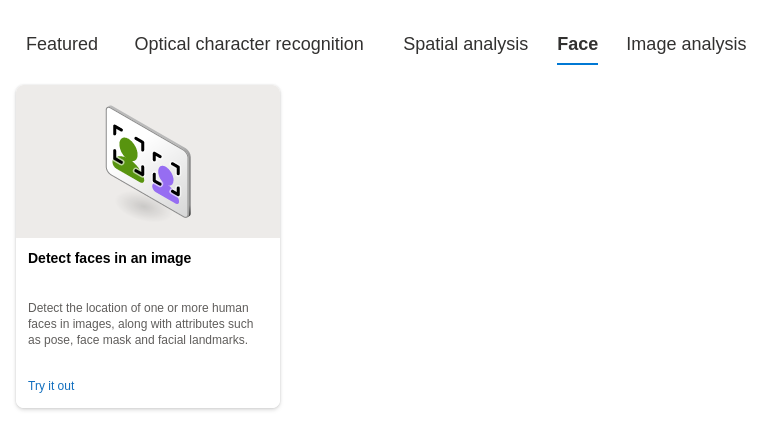 Featured Optical character recognition Spatial analysis Face Image analysis
Detect faces in an image
Detect the location of one or more human
faces in images, along with attributes such
as pose, face mask and facial landmarks.
Try it out